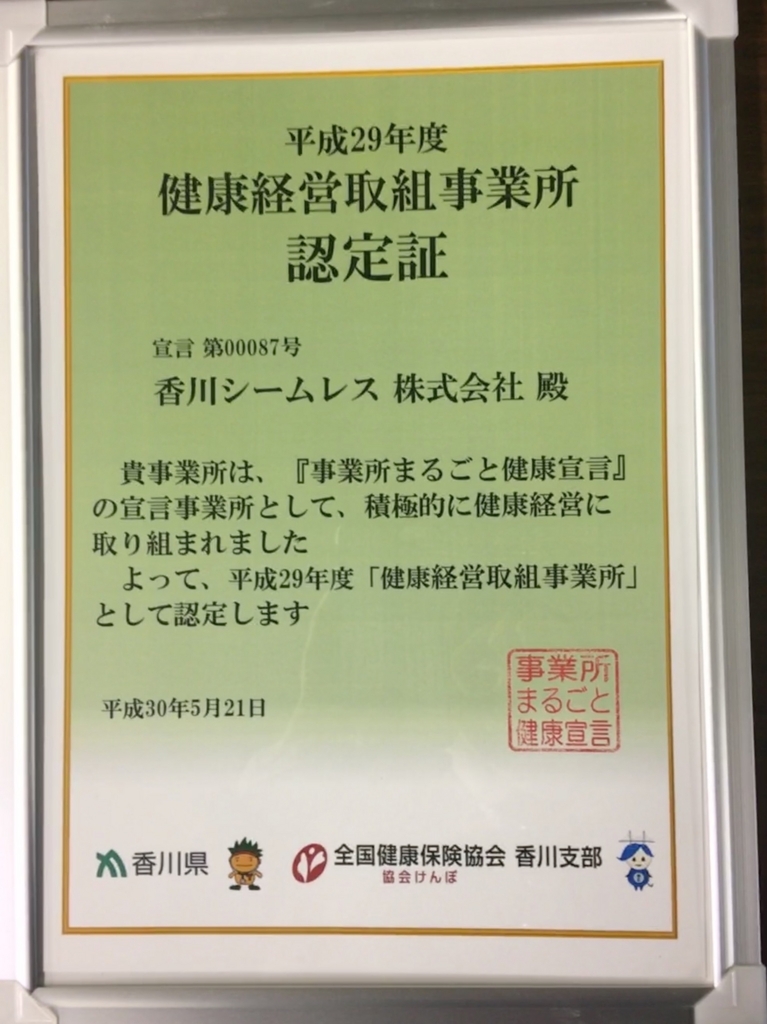 平成29年度
健康経営取組事業所
認定証
宣言 第00087号
香川シームレス 株式会社 殿
貴事業所は、『事業所まるごと健康宣言』
の宣言事業所として、積極的に健康経営に
取り組まれました
よって、平成29年度「健康経営取組事業所」
として認定します
平成30年5月21日
事業所
まるごと
健康宣言
香川県
全国健康保険協会 香川支部
協会けんぽ